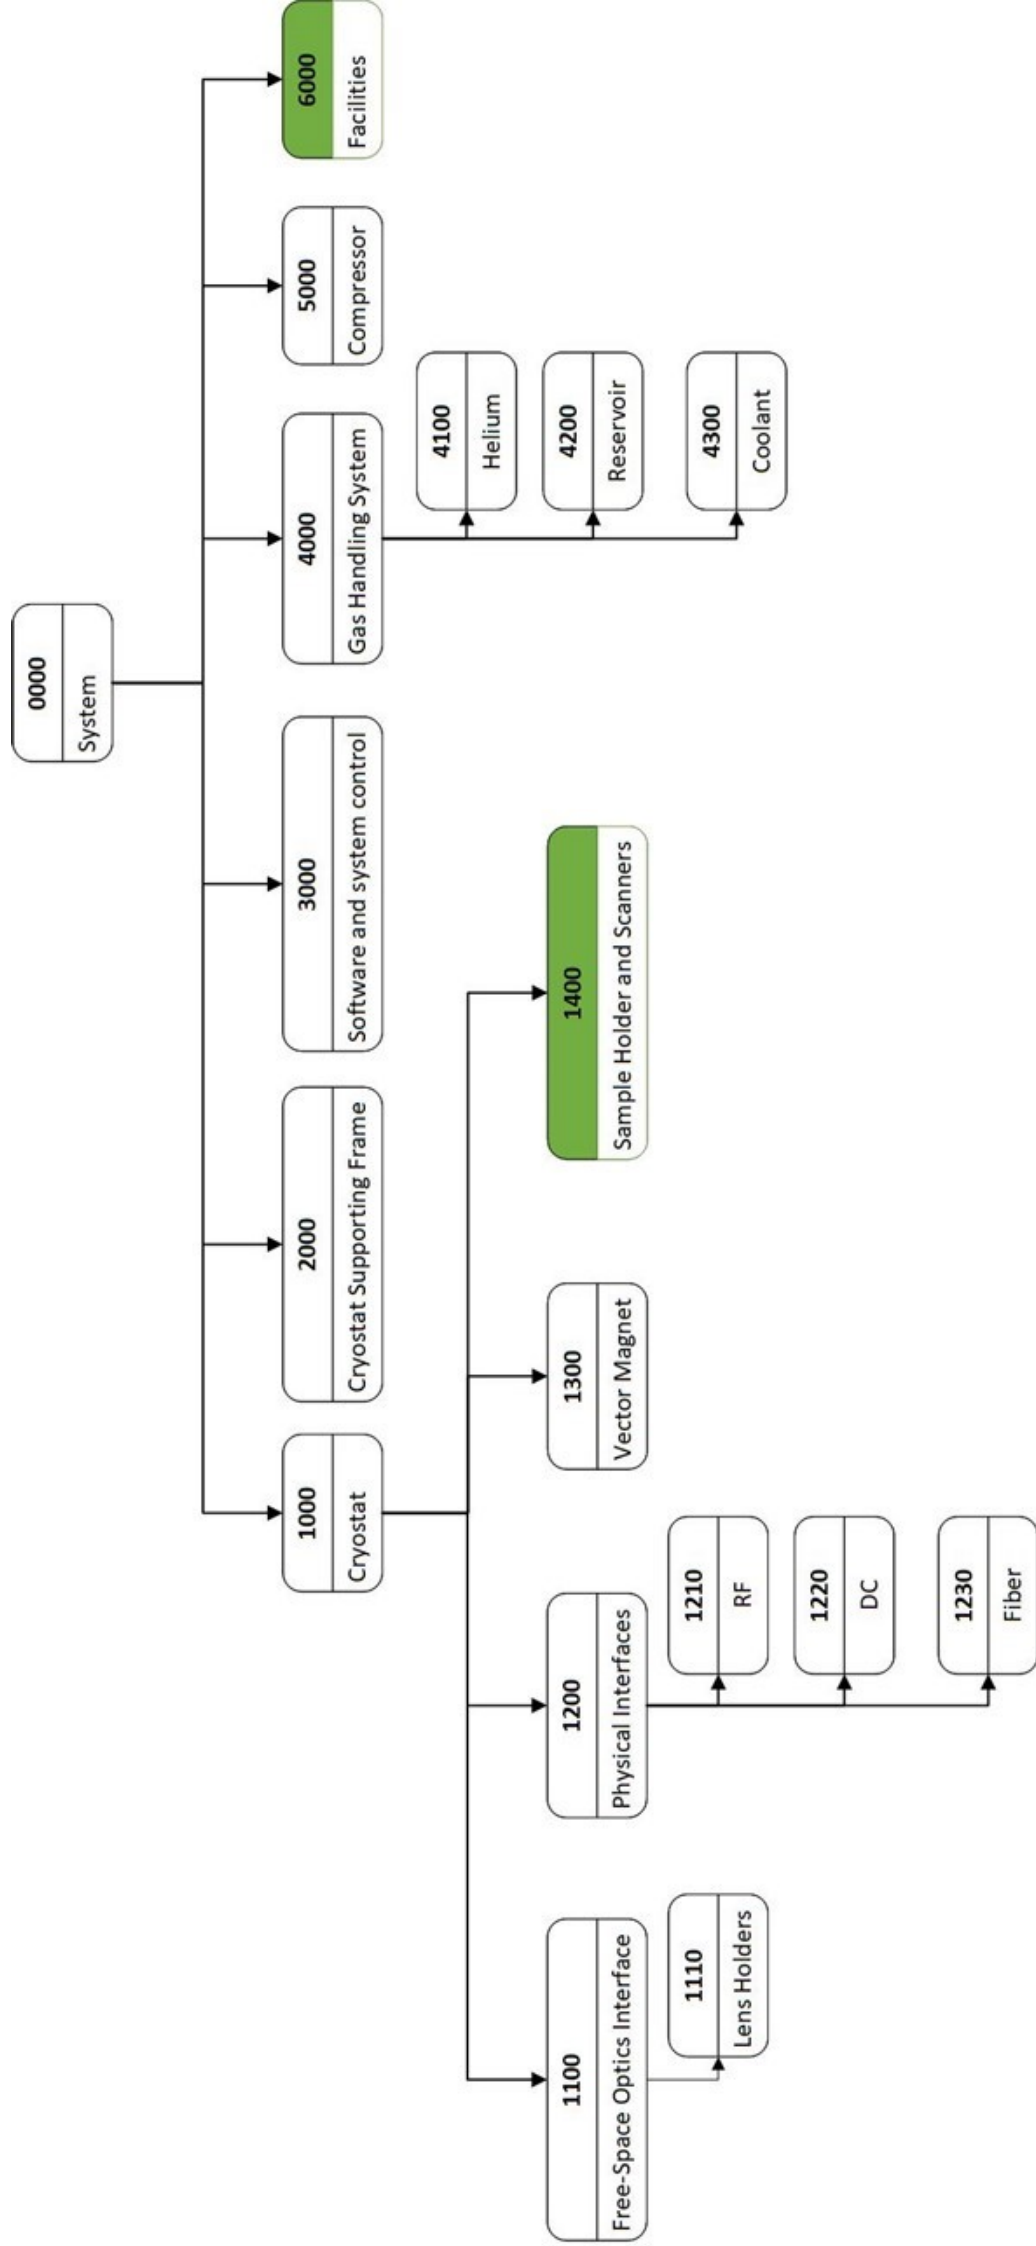 0000
System
1000
Cryostat
2000
Cryostat Supporting Frame
3000
Software and system control
4000
Gas Handling System
5000
Compressor
6000
Facilities
4100
Helium
4200
Reservoir
4300
Coolant
1100
Free-Space Optics Interface
1200
Physical Interfaces
1300
Vector Magnet
1400
Sample Holder and Scanners
1110
Lens Holders
1210
RF
1220
DC
1230
Fiber